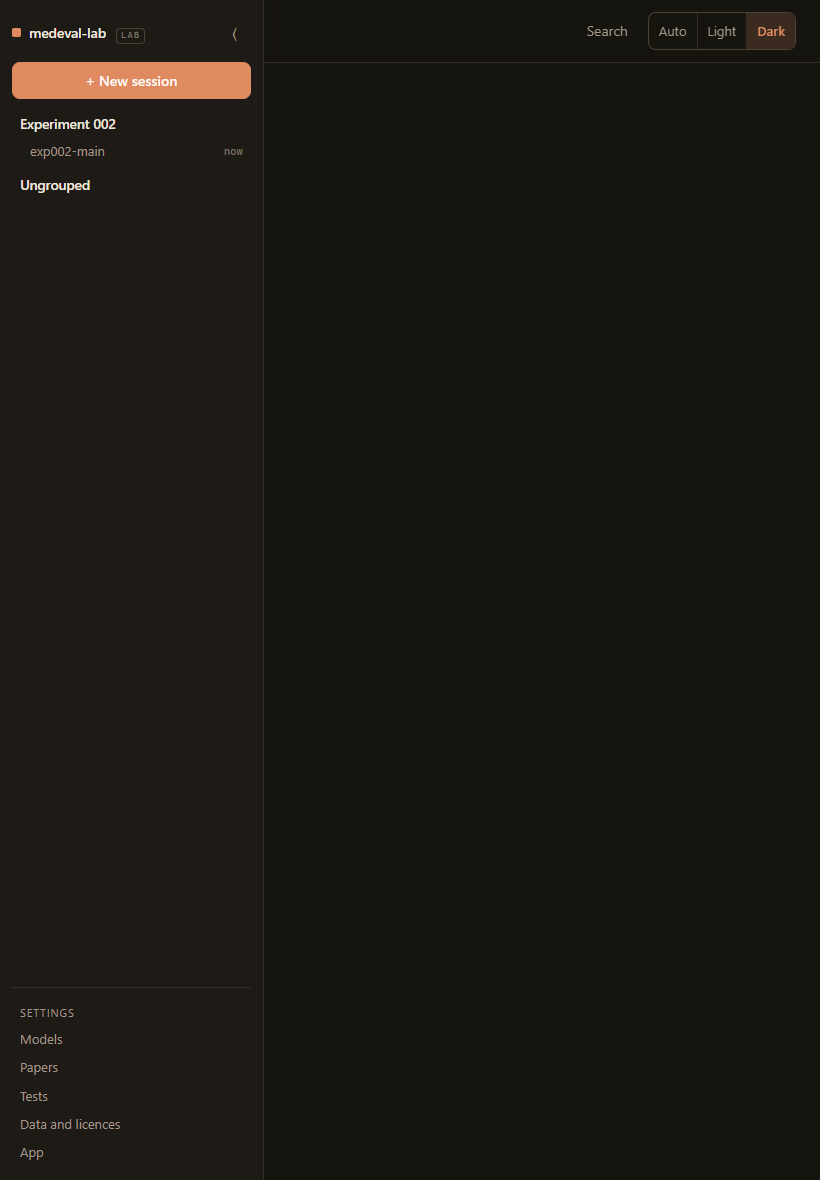 medeval-lab LAB
Search Auto Light Dark
+ New session
Experiment 002
exp002-main now
Ungrouped
SETTINGS
Models
Papers
Tests
Data and licences
App